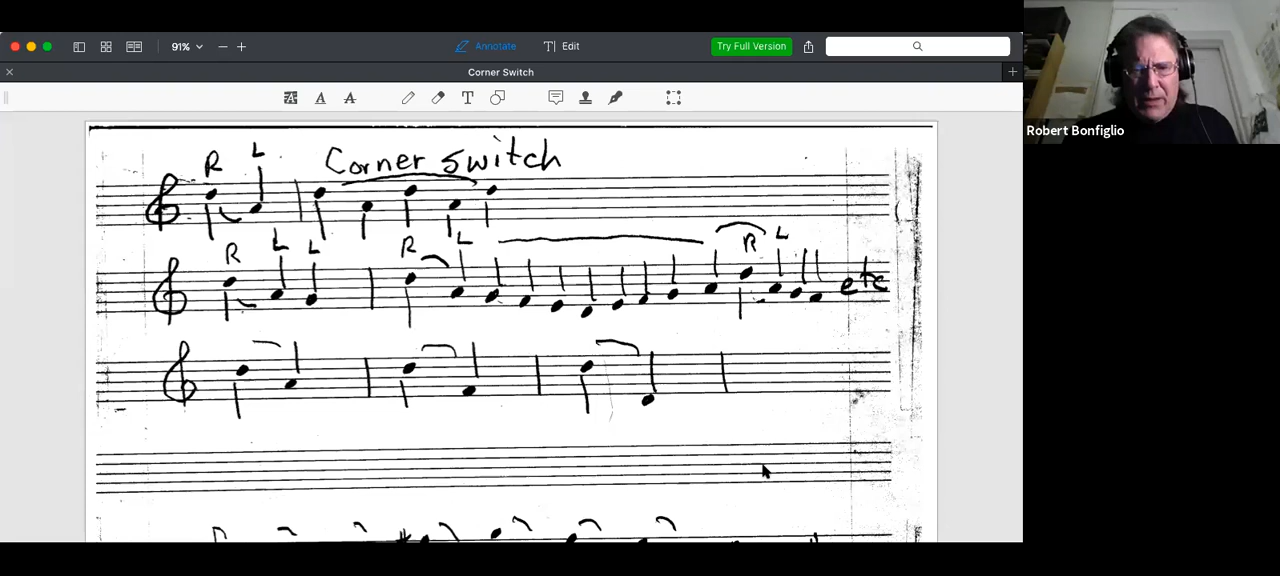 91%
Annotate
Edit
Try Full Version
Corner Switch
Robert Bonfiglio
Corner switch
R L
R L L R L R L etc